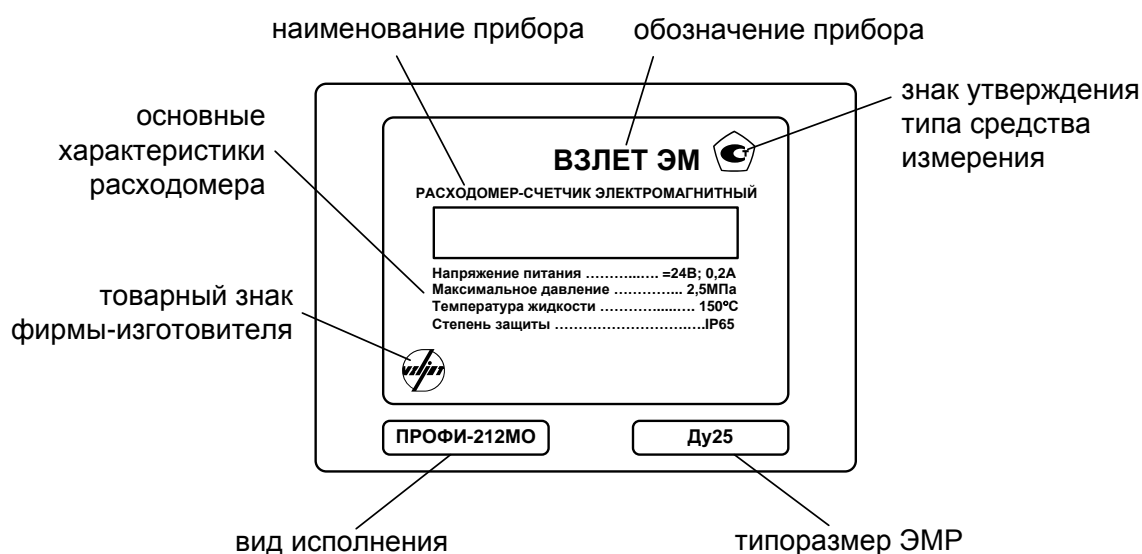 наименование прибора
обозначение прибора
знак утверждения
типа средства
измерения
основные
характеристики
расходомера
ВЗЛЕТ ЭМ
РАСХОДОМЕР-СЧЕТЧИК ЭЛЕКТРОМАГНИТНЫЙ
Напряжение питания ………...…. =24В; 0,2А
Максимальное давление …………... 2,5МПа
Температура жидкости ………….....…. 150ºС
Степень защиты ……………………….….IP65
товарный знак
фирмы-изготовителя
ПРОФИ-212МО
Ду25
вид исполнения
типоразмер ЭМР